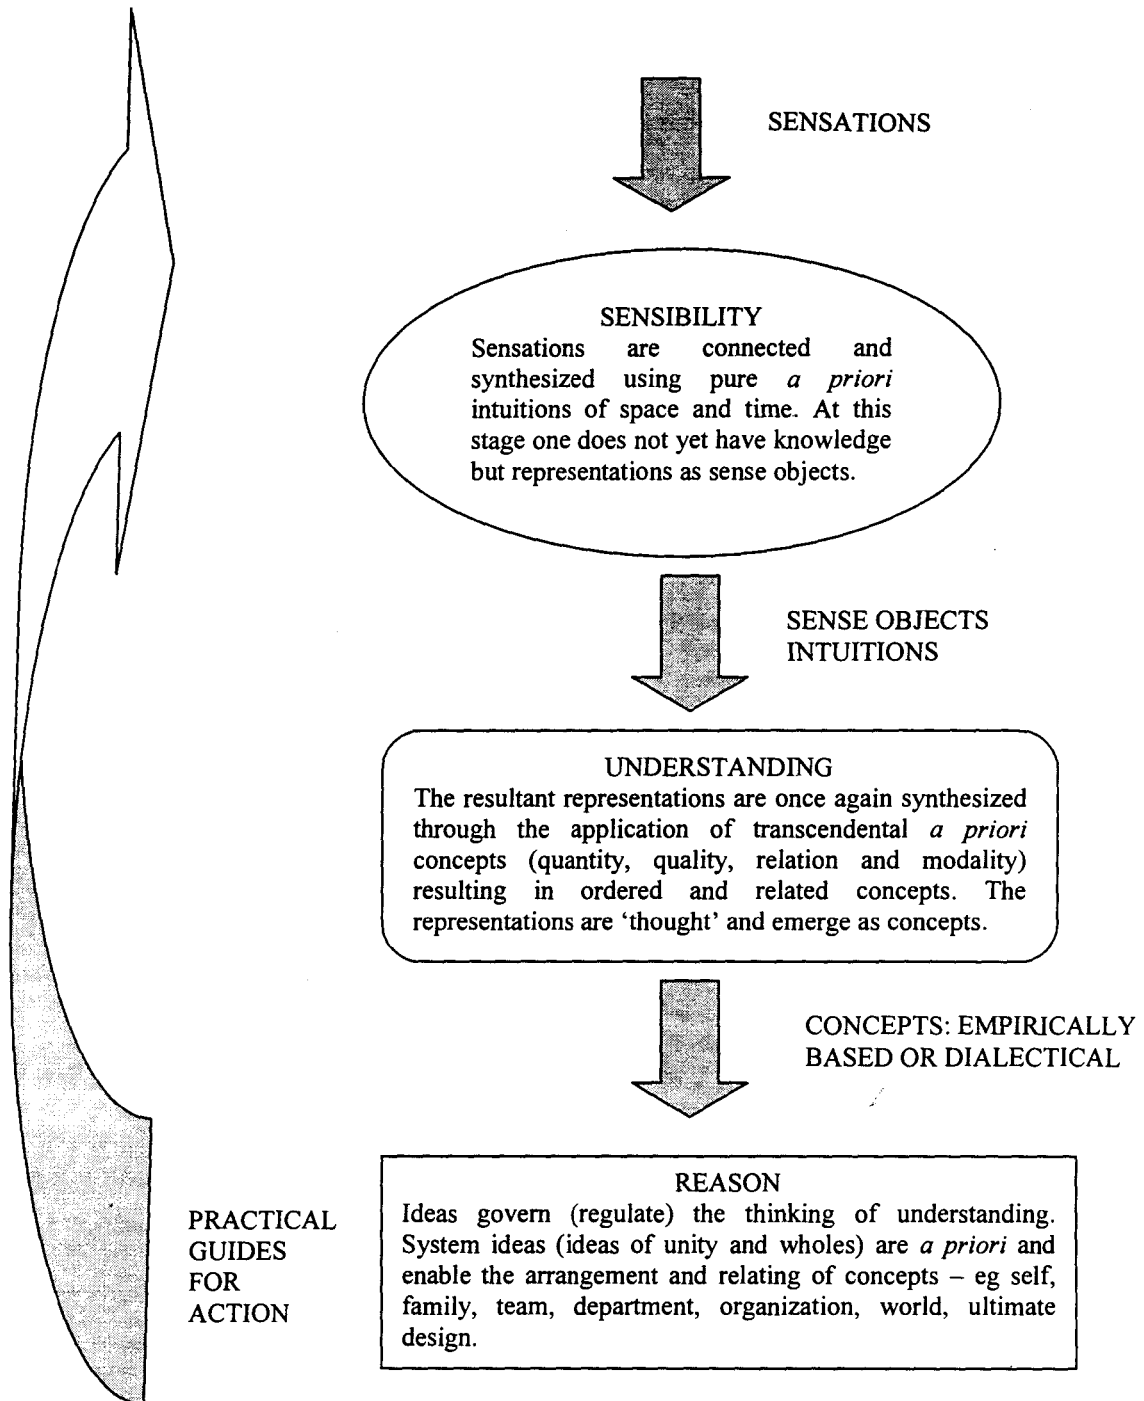 SENSATIONS
SENSIBILITY
Sensations are connected and
synthesized using pure a priori
intuitions of space and time. At this
stage one does not yet have knowledge
but representations as sense objects.
SENSE OBJECTS
INTUITIONS
UNDERSTANDING
The resultant representations are once again synthesized
through the application of transcendental a priori
concepts (quantity, quality, relation and modality)
resulting in ordered and related concepts. The
representations are ‘thought’ and emerge as concepts.
CONCEPTS: EMPIRICALLY
BASED OR DIALECTICAL
REASON
Ideas govern (regulate) the thinking of understanding.
System ideas (ideas of unity and wholes) are a priori and
enable the arrangement and relating of concepts – eg self,
family, team, department, organization, world, ultimate
design.
PRACTICAL
GUIDES
FOR
ACTION